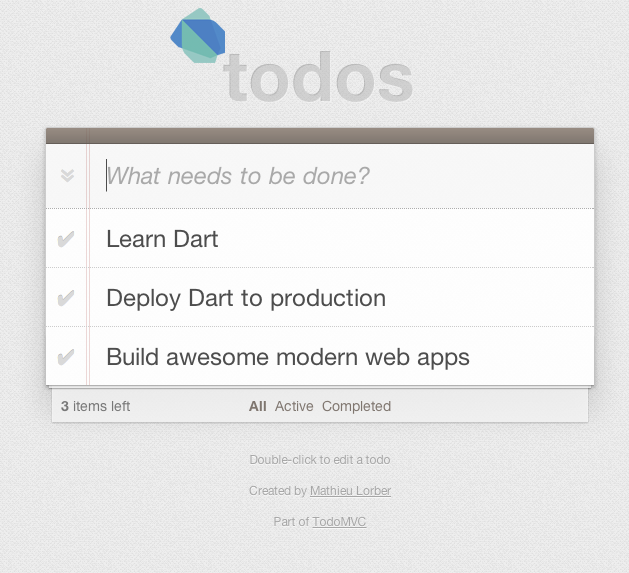 todos
What needs to be done?
Learn Dart
Deploy Dart to production
Build awesome modern web apps
3 items left All Active Completed
Double-click to edit a todo
Created by Mathieu Lorber
Part of TodoMVC